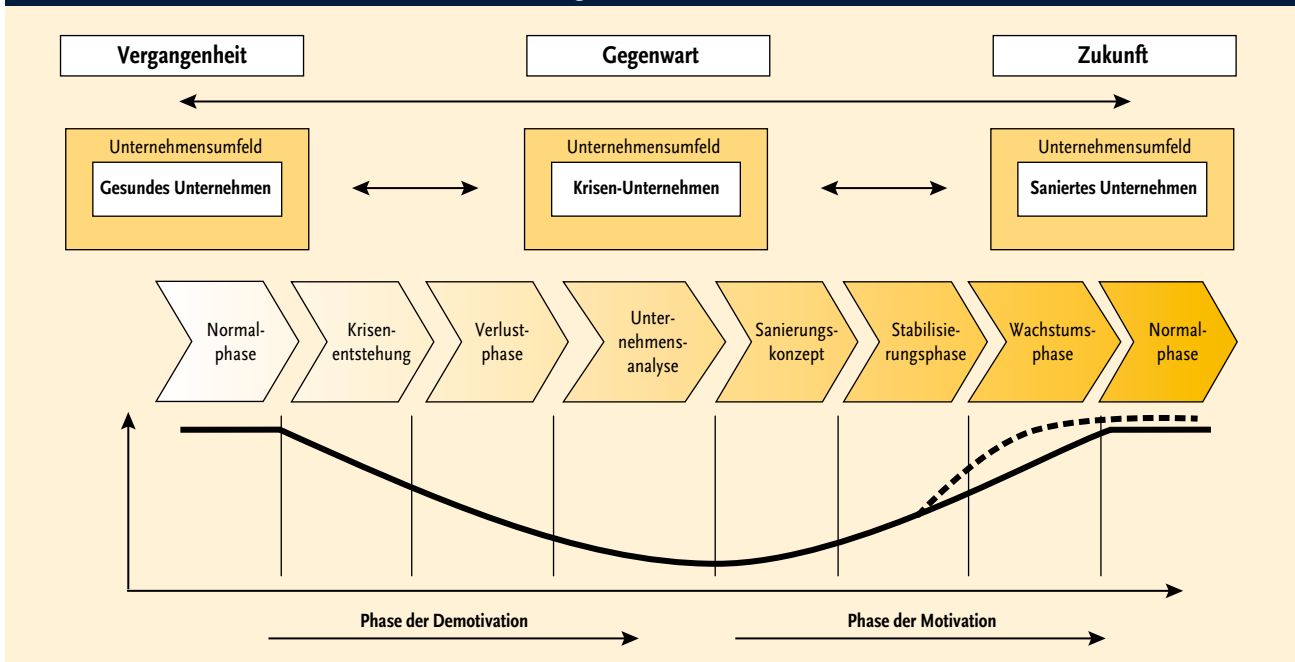 Vergangenheit
Gegenwart
Zukunft
Unternehmensumfeld
Gesundes Unternehmen
Unternehmensumfeld
Krisen-Unternehmen
Unternehmensumfeld
Saniertes Unternehmen
Normal-
phase
Krisen-
entstehung
Verlust-
phase
Unter-
nehmens-
analyse
Sanierungs-
konzept
Stabilisie-
rungsphase
Wachstums-
phase
Normal-
phase
Phase der Demotivation
Phase der Motivation